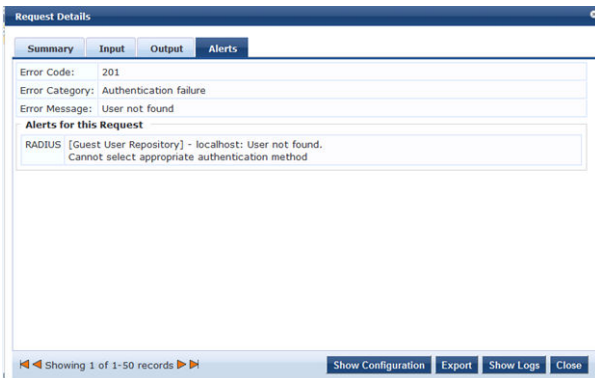 Request Details
Summary Input Output Alerts
Error Code: 201
Error Category: Authentication failure
Error Message: User not found
Alerts for this Request
RADIUS [Guest User Repository] - localhost: User not found.
Cannot select appropriate authentication method
Showing 1 of 1-50 records Show Configuration Export Show Logs Close